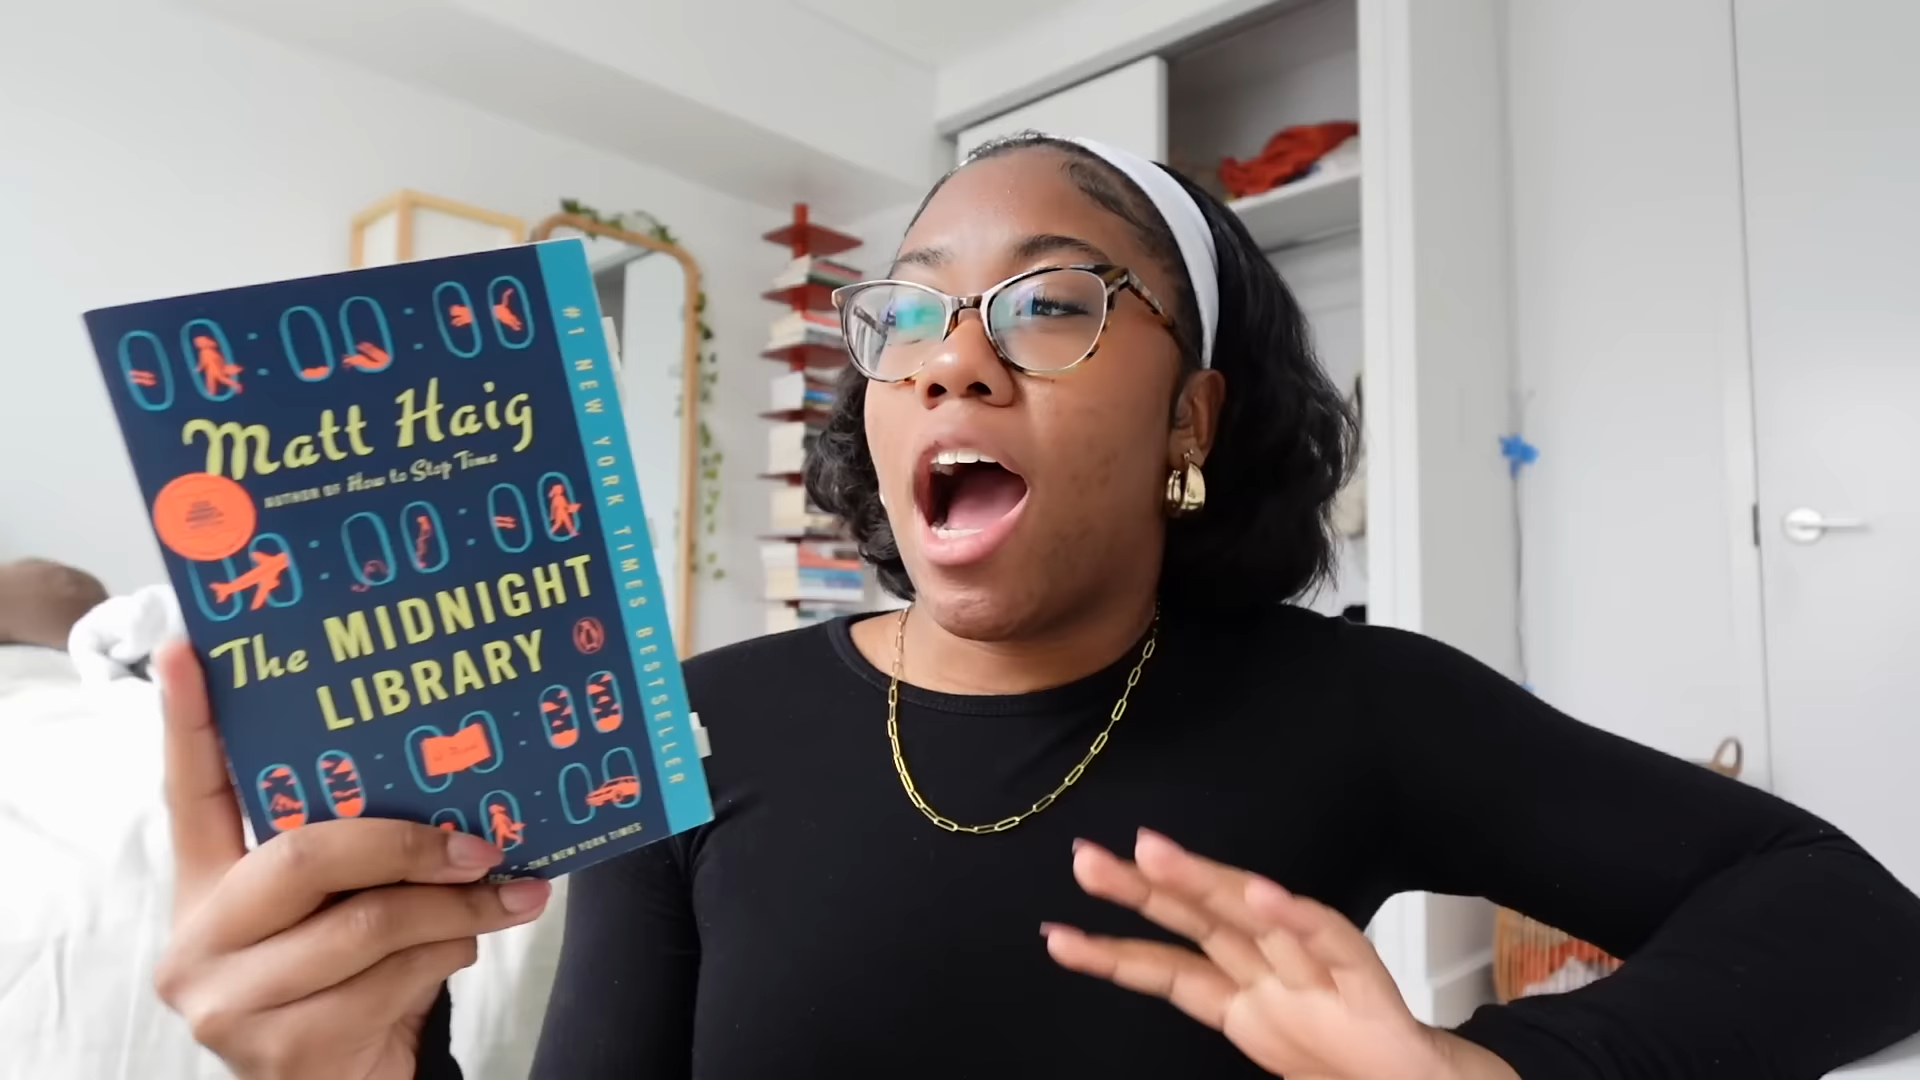 Matt Haig
AUTHOR OF How to Stop Time
The MIDNIGHT
LIBRARY
A Novel
—THE NEW YORK TIMES
#1 NEW YORK TIMES BESTSELLER